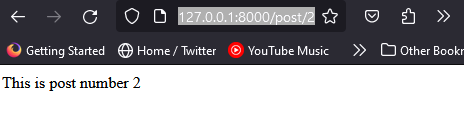 127.0.0.1:8000/post/2
Getting Started Home / Twitter YouTube Music Other Bookr
This is post number 2